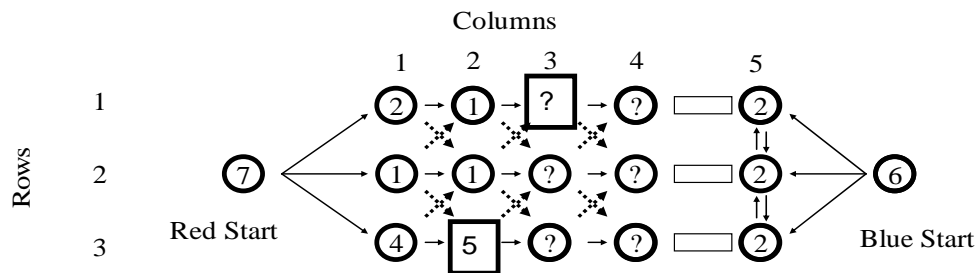 Columns
1 2 3 4 5
1 2 1 ? ? 2
Rows 2 7 1 1 ? ? 2 6
Red Start Blue Start
3 4 5 ? ? 2